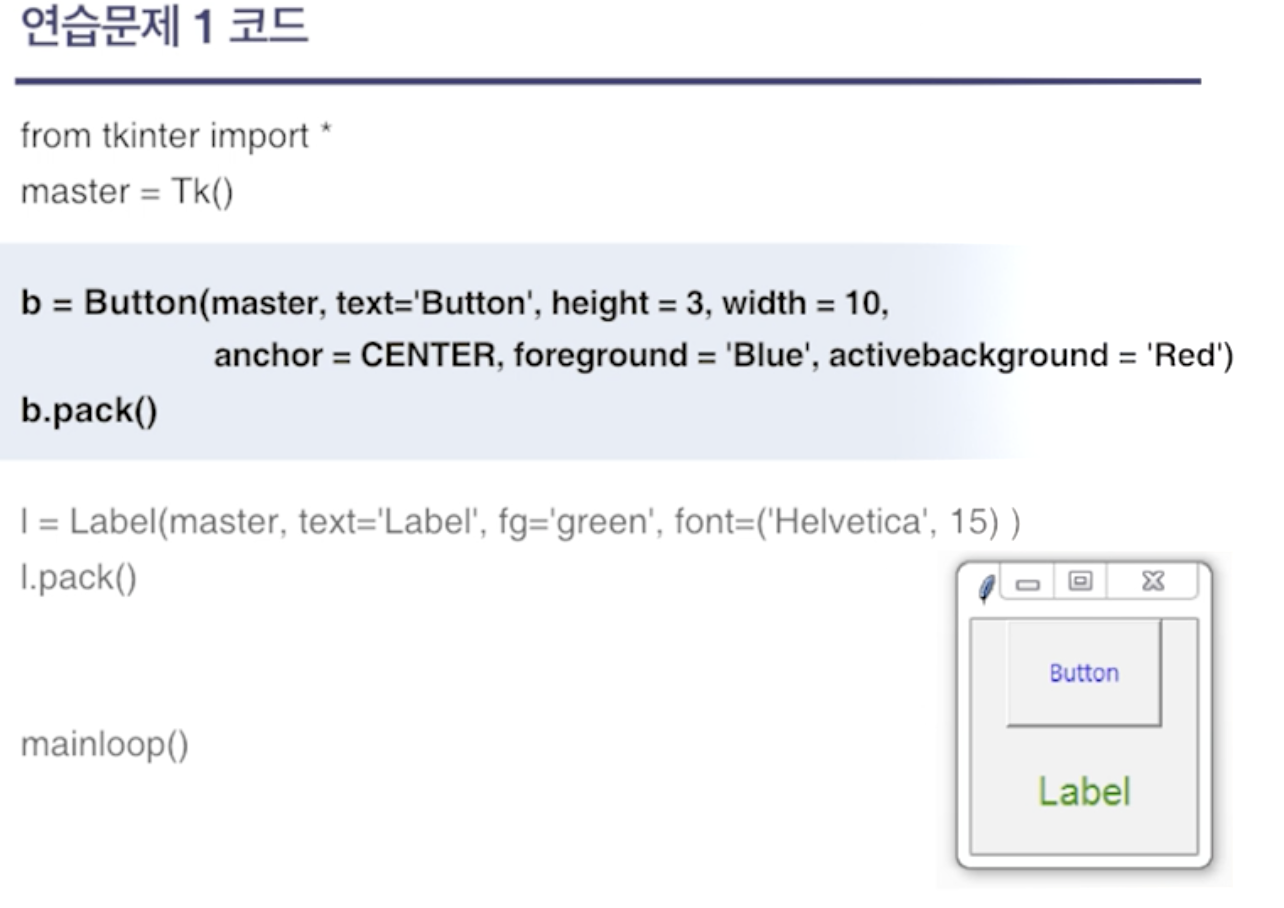 연습문제 1 코드
from tkinter import *
master = Tk()
b = Button(master, text='Button', height = 3, width = 10,
anchor = CENTER, foreground = 'Blue', activebackground = 'Red')
b.pack()
l = Label(master, text='Label', fg='green', font=('Helvetica', 15) )
l.pack()
mainloop()
Button
Label